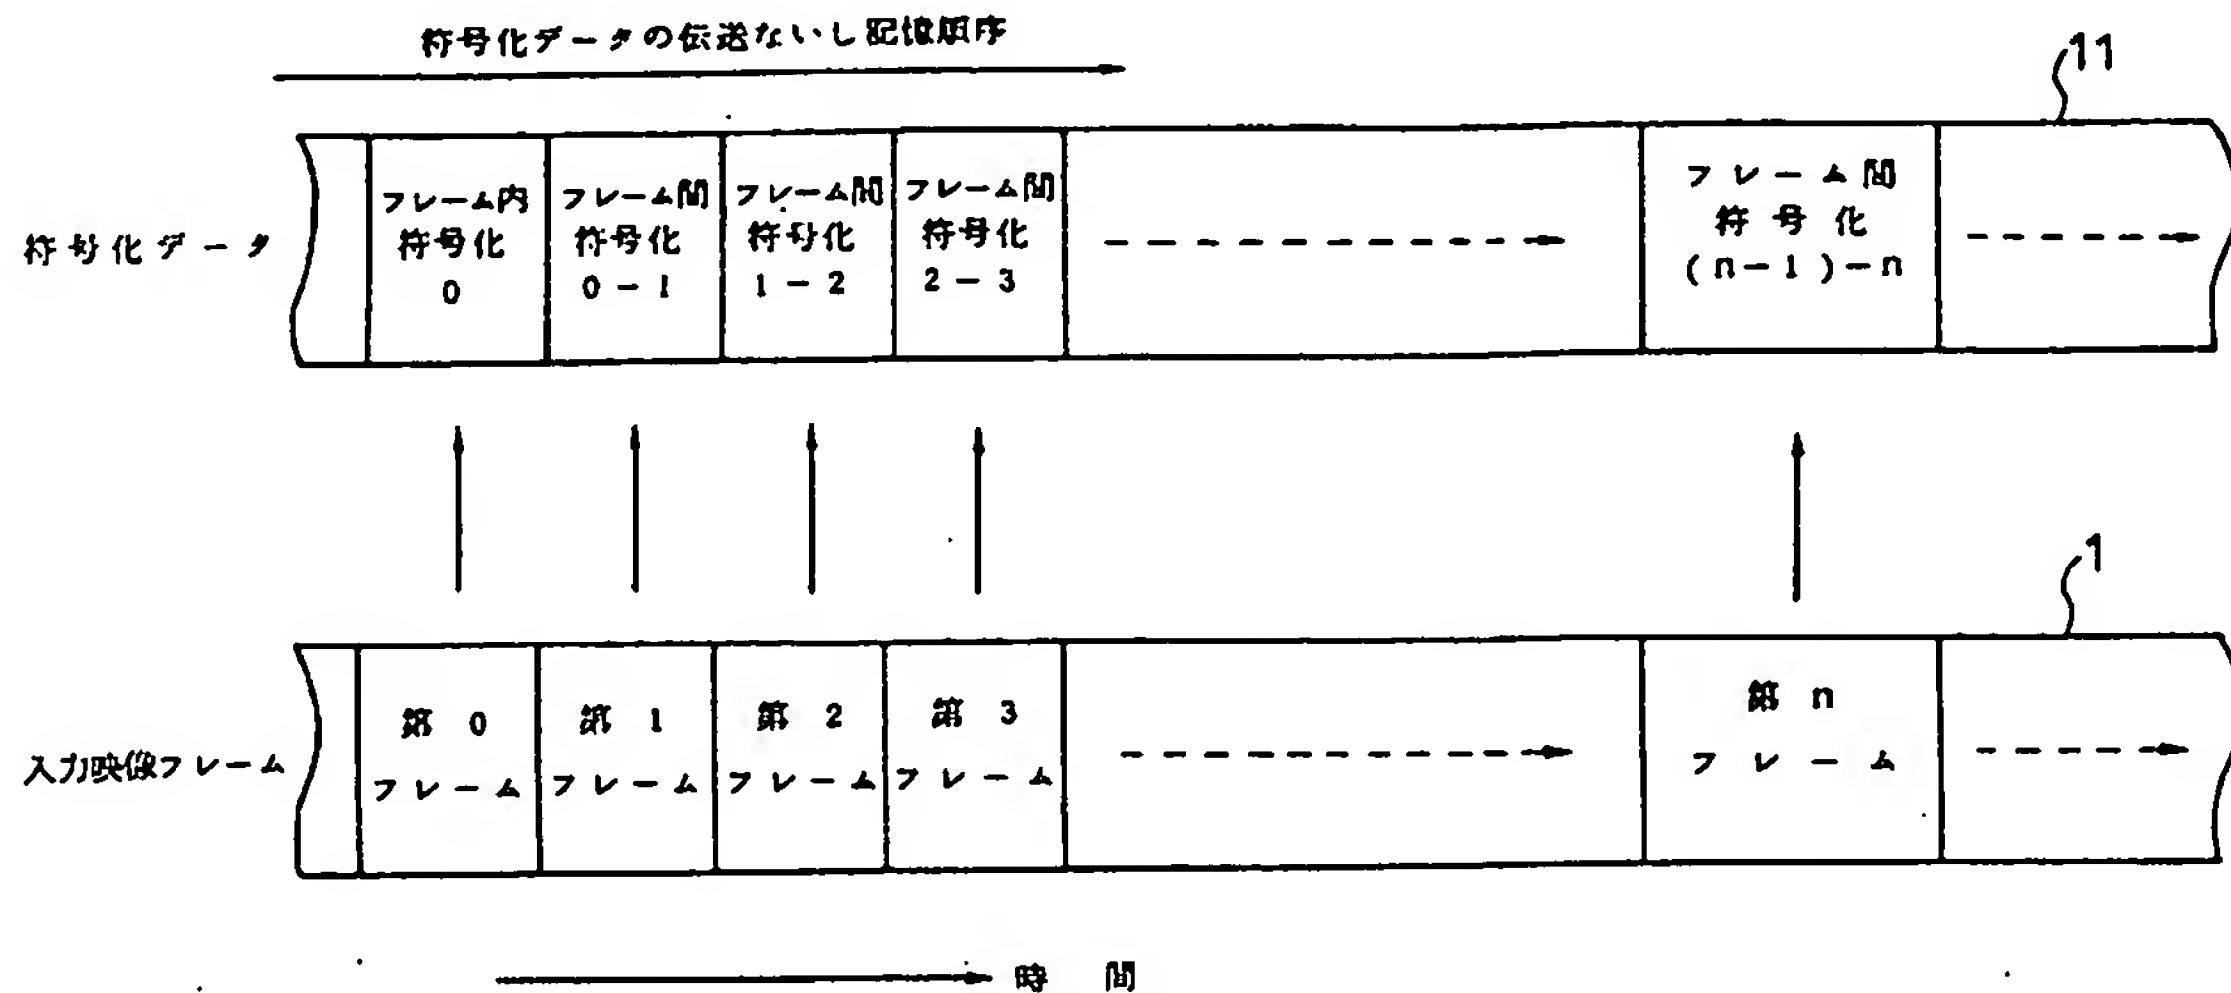 符号化データの伝送ないし記憶順序
11
符号化データ
フレーム内
符号化
0
フレーム間
符号化
0-1
フレーム間
符号化
1-2
フレーム間
符号化
2-3
フレーム間
符号化
(n-1)-n
1
入力映像フレーム
第 0
フレーム
第 1
フレーム
第 2
フレーム
第 3
フレーム
第 n
フレーム
時 間